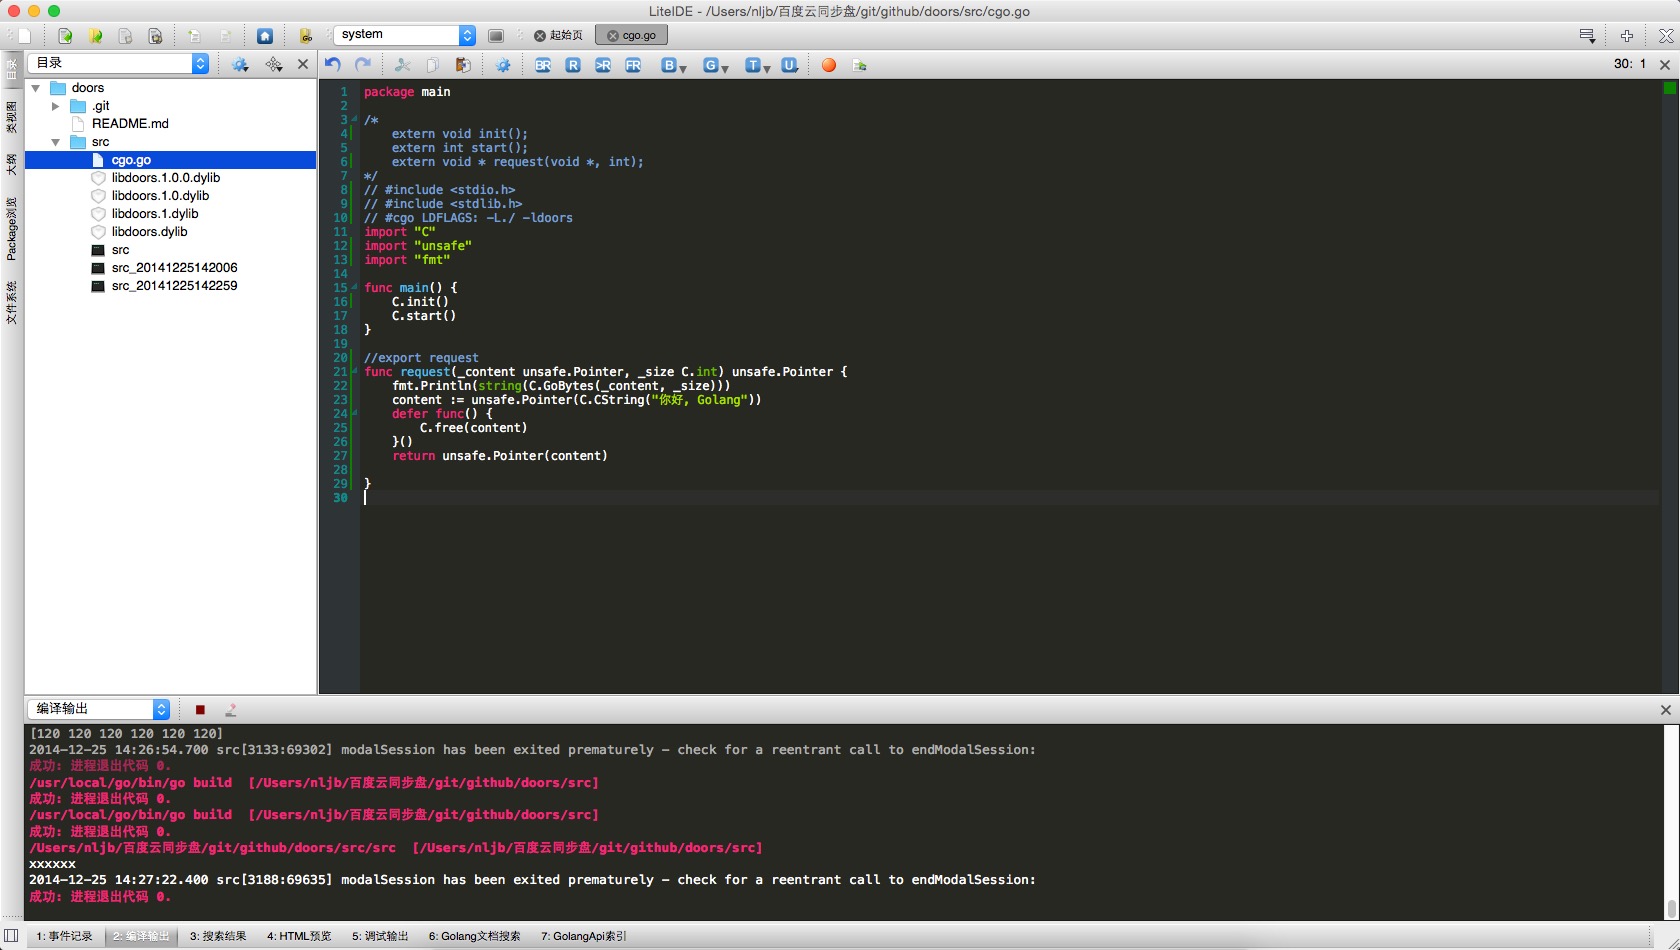 LiteIDE - /Users/nljb/百度云同步盘/git/github/doors/src/cgo.go
system
起始页
cgo.go
目录
目录
类视图
大纲
Package浏览
文件系统
BR R >R FR B G T U
30: 1
doors
.git
README.md
src
cgo.go
libdoors.1.0.0.dylib
libdoors.1.0.dylib
libdoors.1.dylib
libdoors.dylib
src
src_20141225142006
src_20141225142259
1 package main
2
3 /*
4 extern void init();
5 extern int start();
6 extern void * request(void *, int);
7 */
8 // #include <stdio.h>
9 // #include <stdlib.h>
10 // #cgo LDFLAGS: -L./ -ldoors
11 import "C"
12 import "unsafe"
13 import "fmt"
14
15 func main() {
16 C.init()
17 C.start()
18 }
19
20 //export request
21 func request(_content unsafe.Pointer, _size C.int) unsafe.Pointer {
22 fmt.Println(string(C.GoBytes(_content, _size)))
23 content := unsafe.Pointer(C.CString("你好, Golang"))
24 defer func() {
25 C.free(content)
26 }()
27 return unsafe.Pointer(content)
28
29 }
30
编译输出
[120 120 120 120 120 120]
2014-12-25 14:26:54.700 src[3133:69302] modalSession has been exited prematurely - check for a reentrant call to endModalSession:
成功: 进程退出代码 0.
/usr/local/go/bin/go build [/Users/nljb/百度云同步盘/git/github/doors/src]
成功: 进程退出代码 0.
/usr/local/go/bin/go build [/Users/nljb/百度云同步盘/git/github/doors/src]
成功: 进程退出代码 0.
/Users/nljb/百度云同步盘/git/github/doors/src/src [/Users/nljb/百度云同步盘/git/github/doors/src]
xxxxxx
2014-12-25 14:27:22.400 src[3188:69635] modalSession has been exited prematurely - check for a reentrant call to endModalSession:
成功: 进程退出代码 0.
1: 事件记录
2: 编译输出
3: 搜索结果
4: HTML预览
5: 调试输出
6: Golang文档搜索
7: GolangApi索引